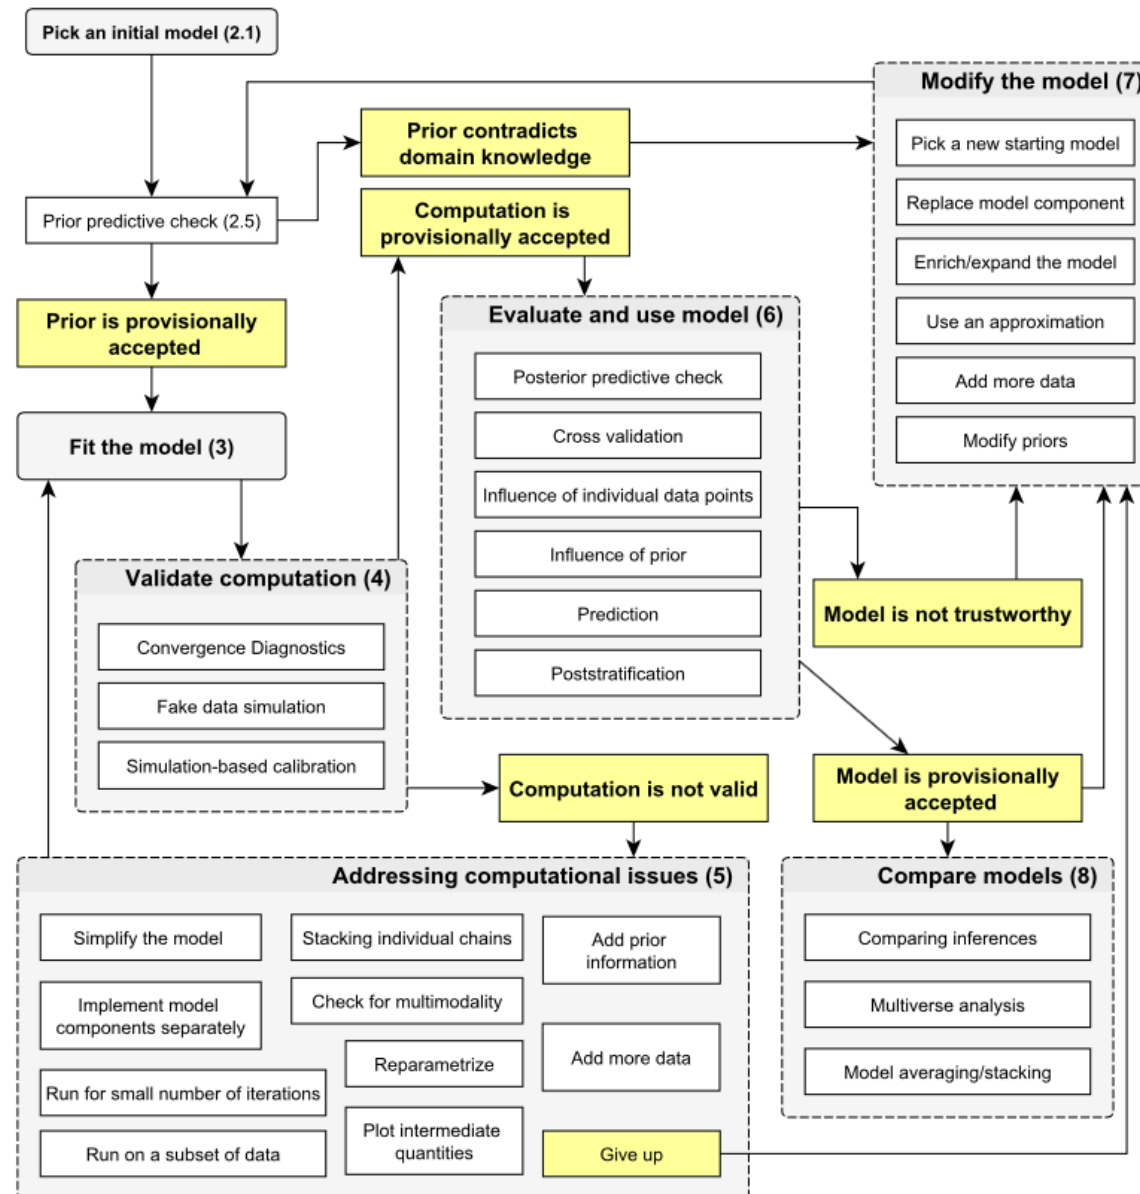 Pick an initial model (2.1)
Modify the model (7)
Pick a new starting model
Replace model component
Enrich/expand the model
Use an approximation
Add more data
Modify priors
Prior contradicts
domain knowledge
Prior predictive check (2.5)
Computation is
provisionally accepted
Prior is provisionally
accepted
Fit the model (3)
Evaluate and use model (6)
Posterior predictive check
Cross validation
Influence of individual data points
Influence of prior
Prediction
Poststratification
Validate computation (4)
Convergence Diagnostics
Fake data simulation
Simulation-based calibration
Model is not trustworthy
Computation is not valid
Model is provisionally
accepted
Addressing computational issues (5)
Simplify the model
Implement model
components separately
Run for small number of iterations
Run on a subset of data
Stacking individual chains
Check for multimodality
Reparametrize
Plot intermediate
quantities
Add prior
information
Add more data
Give up
Compare models (8)
Comparing inferences
Multiverse analysis
Model averaging/stacking